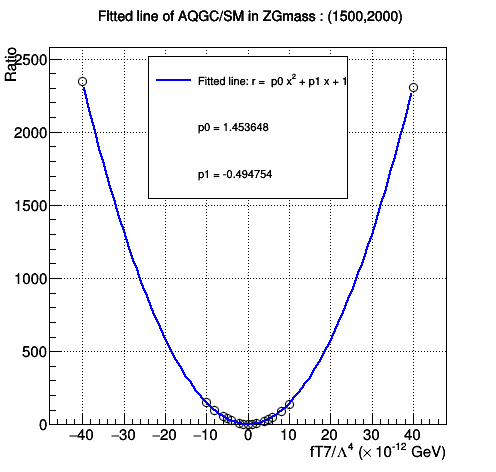 FItted line of AQGC/SM in ZGmass : (1500,2000)
Ratio
2500
2000
1500
1000
500
0
Fitted line: r = p0 x² + p1 x + 1
p0 = 1.453648
p1 = -0.494754
−40 −30 −20 −10 0 10 20 30 40
fT7/Λ⁴ (× 10⁻¹² GeV)